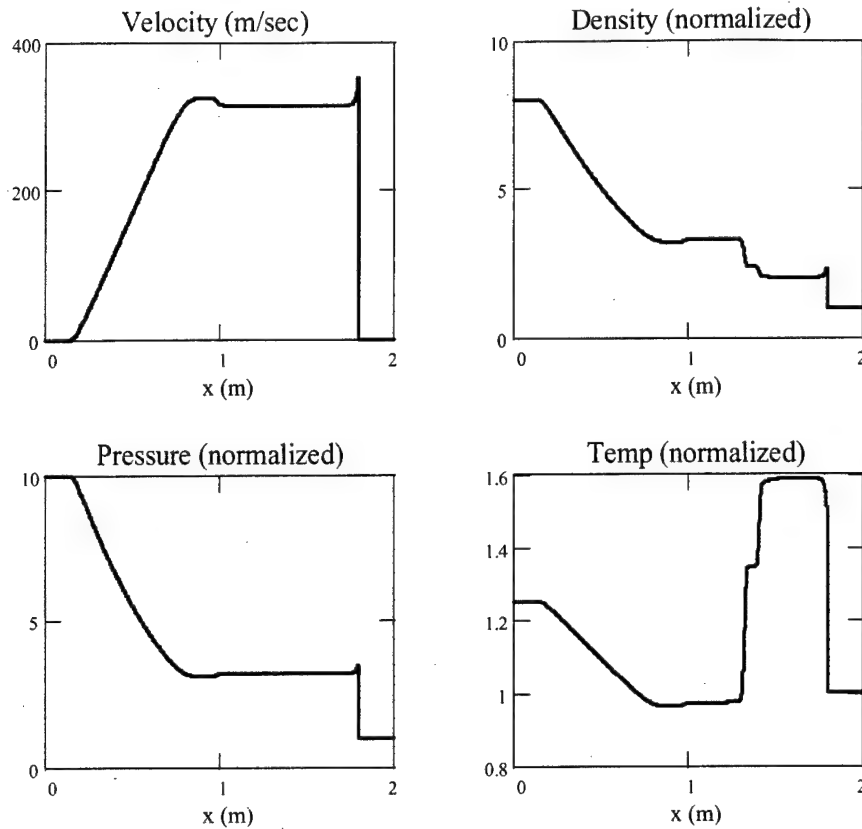 Velocity (m/sec)
400
200
0
0 1 2
x (m)
Density (normalized)
10
5
0
0 1 2
x (m)
Pressure (normalized)
10
5
0
0 1 2
x (m)
Temp (normalized)
1.6
1.4
1.2
1
0.8
0 1 2
x (m)